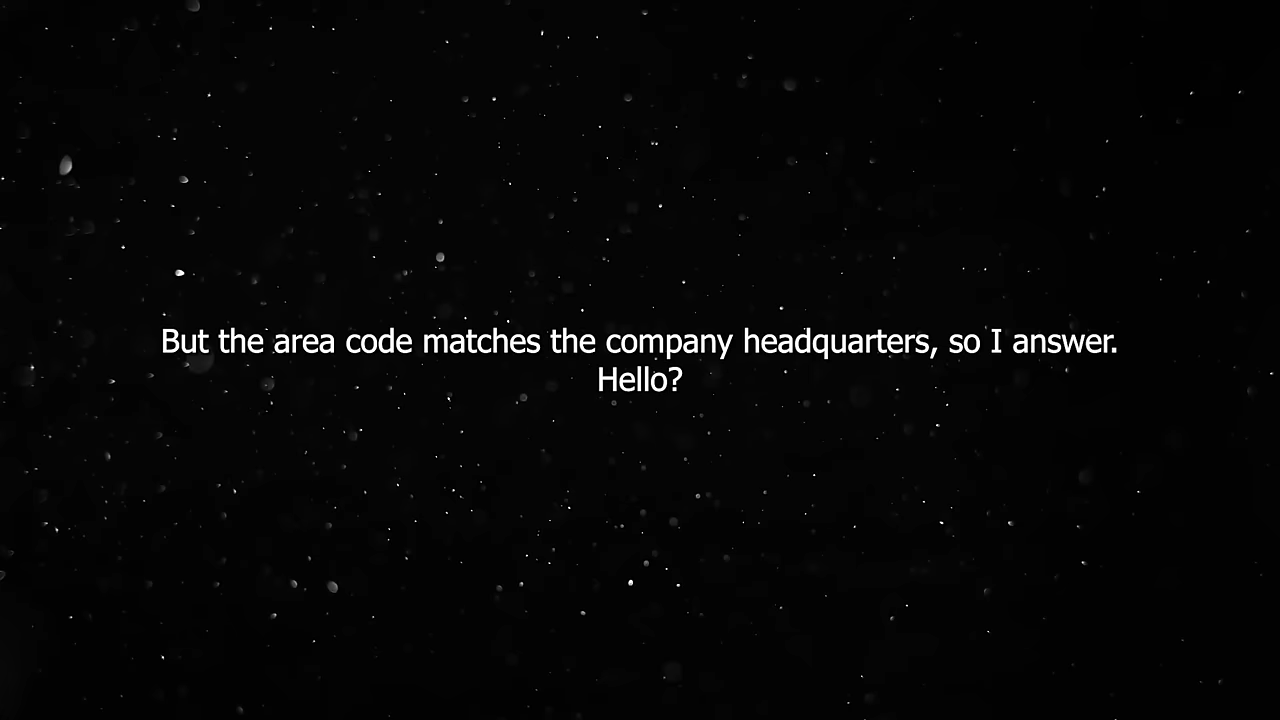 But the area code matches the company headquarters, so I answer.
Hello?